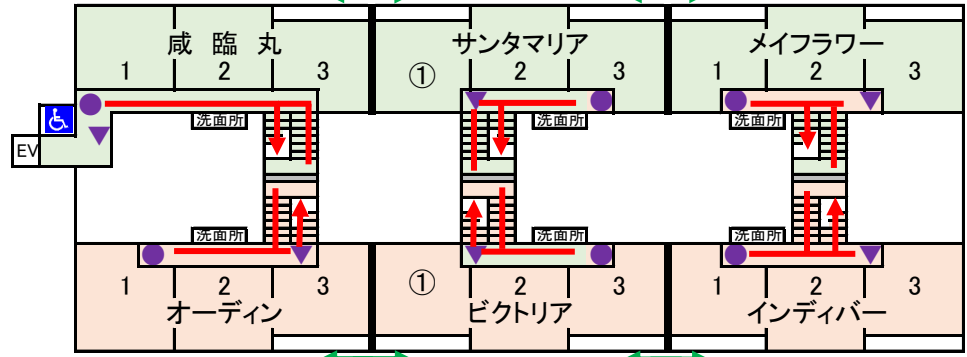 咸臨丸 サンタマリア メイフラワー
1 2 3 ① 2 3 1 2 3
洗面所 洗面所 洗面所
EV
洗面所 洗面所 洗面所
1 2 3 ① 2 3 1 2 3
オーディン ビクトリア インディバー